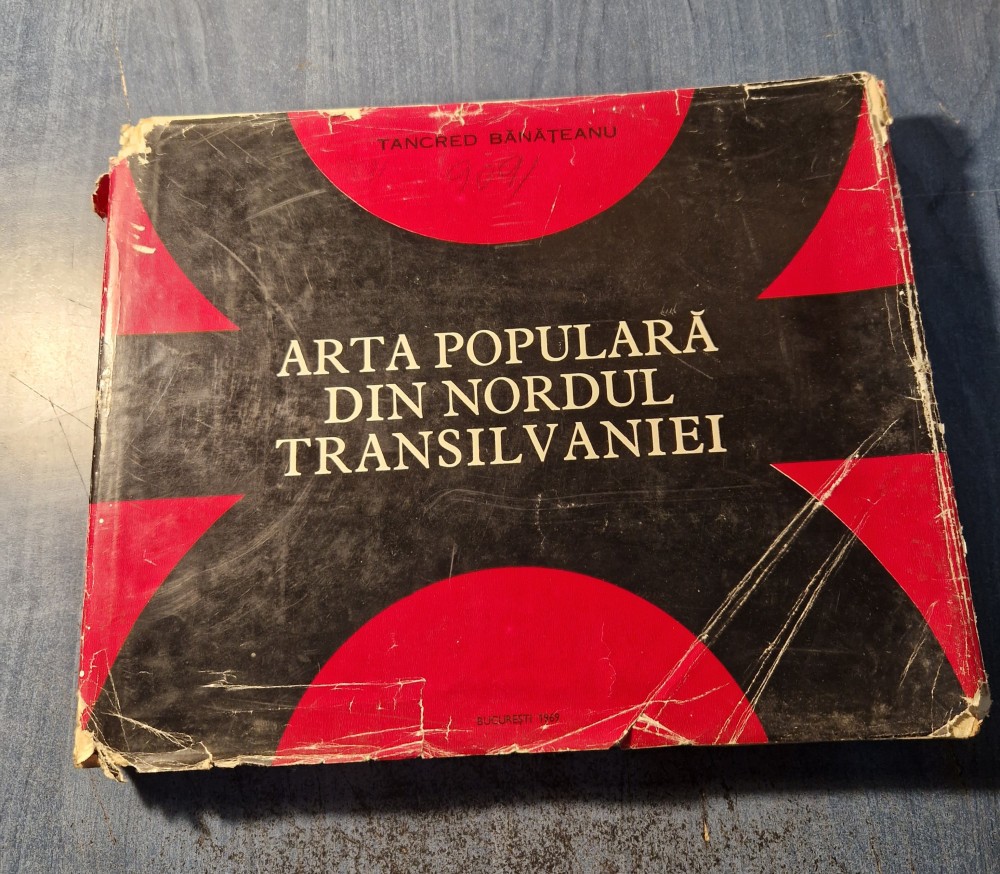 TANCRED BĂNĂȚEANU
ARTA POPULARĂ
DIN NORDUL
TRANSILVANIEI
BUCUREȘTI 1969